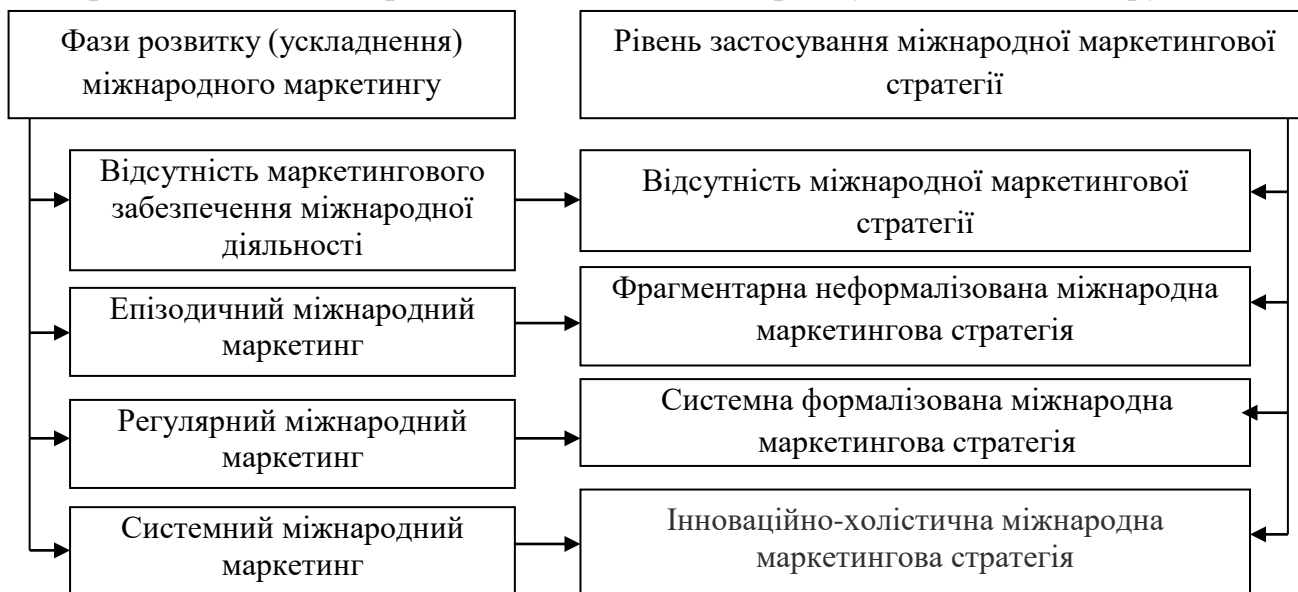 Фази розвитку (ускладнення)
міжнародного маркетингу
Рівень застосування міжнародної маркетингової
стратегії
Відсутність маркетингового
забезпечення міжнародної
діяльності
Відсутність міжнародної маркетингової
стратегії
Епізодичний міжнародний
маркетинг
Фрагментарна неформалізована міжнародна
маркетингова стратегія
Регулярний міжнародний
маркетинг
Системна формалізована міжнародна
маркетингова стратегія
Системний міжнародний
маркетинг
Інноваційно-холістична міжнародна
маркетингова стратегія